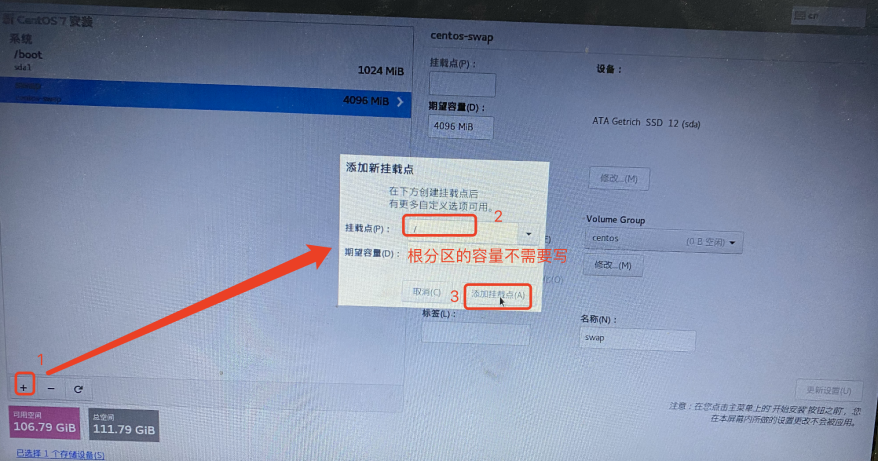 CentOS 7 安装
系统
/boot
sda1
1024 MiB
4096 MiB
centos-swap
挂载点(P)：
期望容量(D)：
4096 MiB
设备：
ATA Getrich SSD 12 (sda)
修改...(M)
Volume Group
centos (0 B 空闲)
修改...(M)
标签(L)：
名称(N)：
swap
添加新挂载点
在下方创建挂载点后
有更多自定义选项可用。
挂载点(P)：
/
2
期望容量(D)：
根分区的容量不需要写
取消(C)
3
添加挂载点(A)
1
+
−
可用空间
106.79 GiB
总空间
111.79 GiB
已选择 1 个存储设备(S)
更新设置(U)
注意：在您点击主菜单上的'开始安装'按钮之前，您
在本屏幕内所做的设置更改不会被应用。